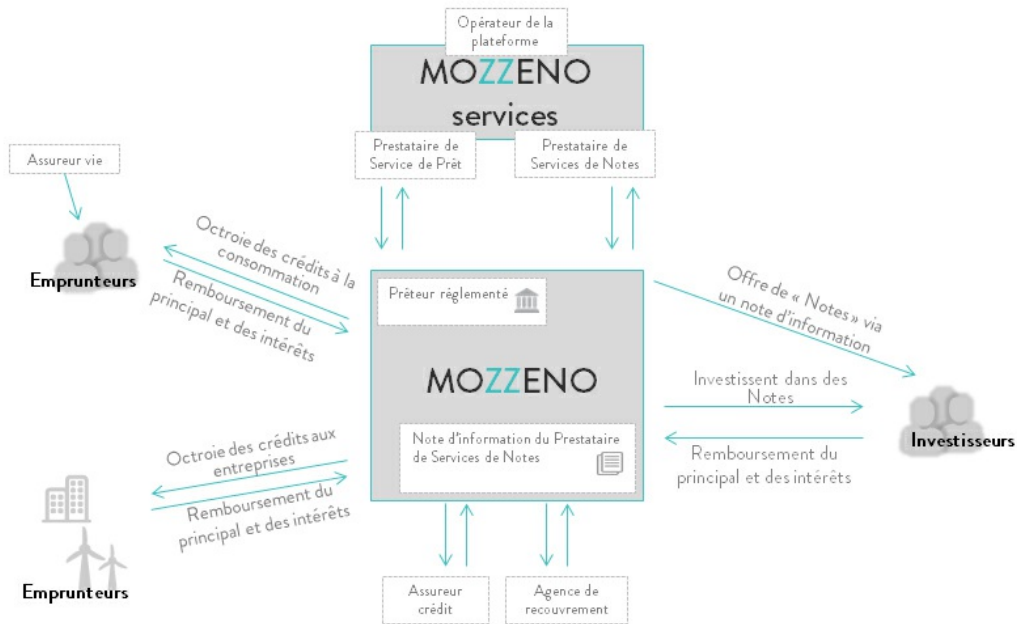 Opérateur de la
plateforme
MOZZENO
services
Prestataire de
Service de Prêt
Prestataire de
Services de Notes
Assureur vie
Emprunteurs
Octroie des crédits à la
consommation
Remboursement du
principal et des intérêts
Prêteur réglementé
MOZZENO
Note d'information du Prestataire
de Services de Notes
Offre de « Notes » via
un note d'information
Investissent dans des
Notes
Investisseurs
Remboursement du
principal et des intérêts
Octroie des crédits aux
entreprises
Remboursement du
principal et des intérêts
Emprunteurs
Assureur
crédit
Agence de
recouvrement